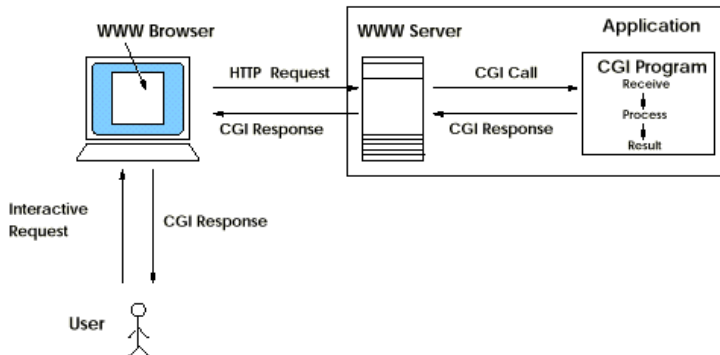 WWW Browser
WWW Server
Application
HTTP Request
CGI Call
CGI Program
Receive
Process
Result
CGI Response
CGI Response
Interactive
Request
CGI Response
User